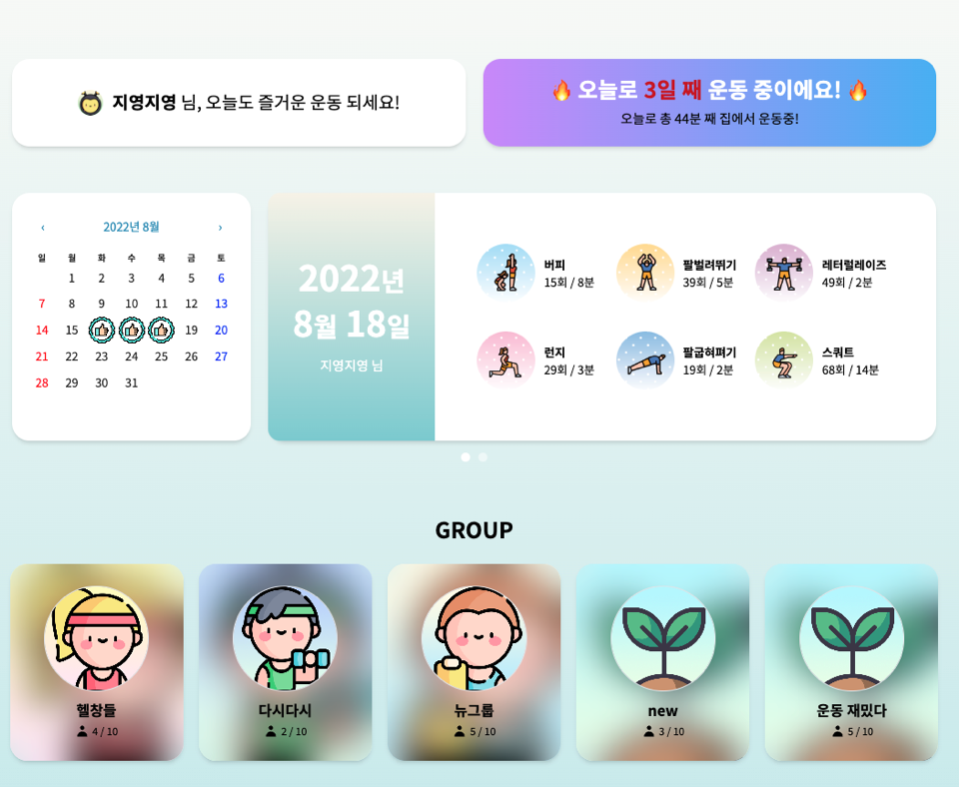 지영지영 님, 오늘도 즐거운 운동 되세요!
🔥 오늘로 3일 째 운동 중이에요! 🔥
오늘로 총 44분 째 집에서 운동중!
‹ 2022년 8월 ›
일 월 화 수 목 금 토
1 2 3 4 5 6
7 8 9 10 11 12 13
14 15 19 20
21 22 23 24 25 26 27
28 29 30 31
2022년
8월 18일
지영지영 님
버피
15회 / 8분
팔벌려뛰기
39회 / 5분
레터럴레이즈
49회 / 2분
런지
29회 / 3분
팔굽혀펴기
19회 / 2분
스쿼트
68회 / 14분
GROUP
헬창들
4 / 10
다시다시
2 / 10
뉴그룹
5 / 10
new
3 / 10
운동 재밌다
5 / 10